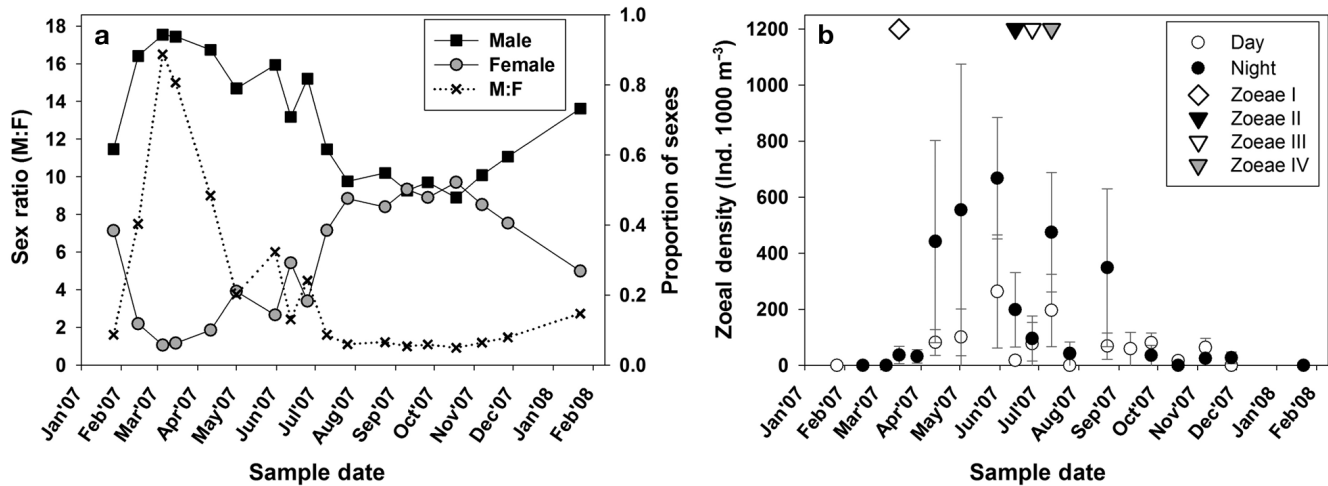 a
Male
Female
M:F
Sex ratio (M:F)
18
16
14
12
10
8
6
4
2
0
1.0
0.8
0.6
0.4
0.2
0.0
Proportion of sexes
Jan'07
Feb'07
Mar'07
Apr'07
May'07
Jun'07
Jul'07
Aug'07
Sep'07
Oct'07
Nov'07
Dec'07
Jan'08
Feb'08
Sample date
b
Day
Night
Zoeae I
Zoeae II
Zoeae III
Zoeae IV
Zoeal density (Ind. 1000 m⁻³)
1200
1000
800
600
400
200
0
Jan'07
Feb'07
Mar'07
Apr'07
May'07
Jun'07
Jul'07
Aug'07
Sep'07
Oct'07
Nov'07
Dec'07
Jan'08
Feb'08
Sample date